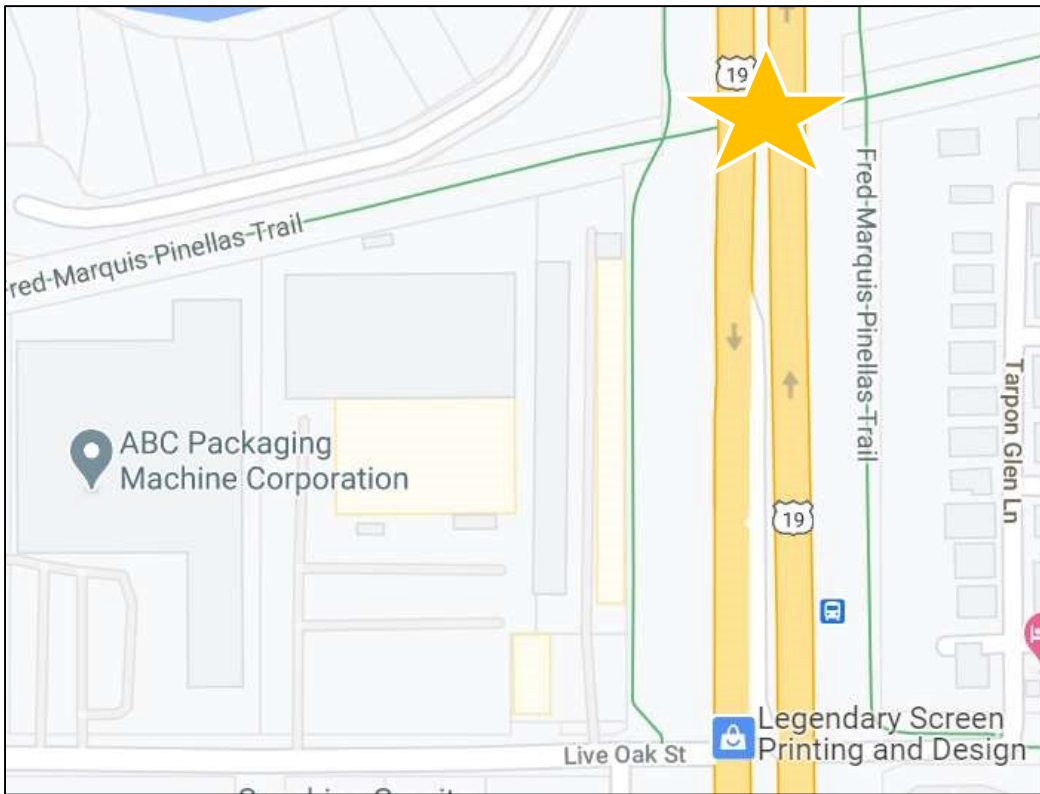 19
Fred-Marquis-Pinellas-Trail
red-Marquis-Pinellas-Trail
Tarpon Glen Ln
ABC Packaging
Machine Corporation
19
Legendary Screen
Printing and Design
Live Oak St